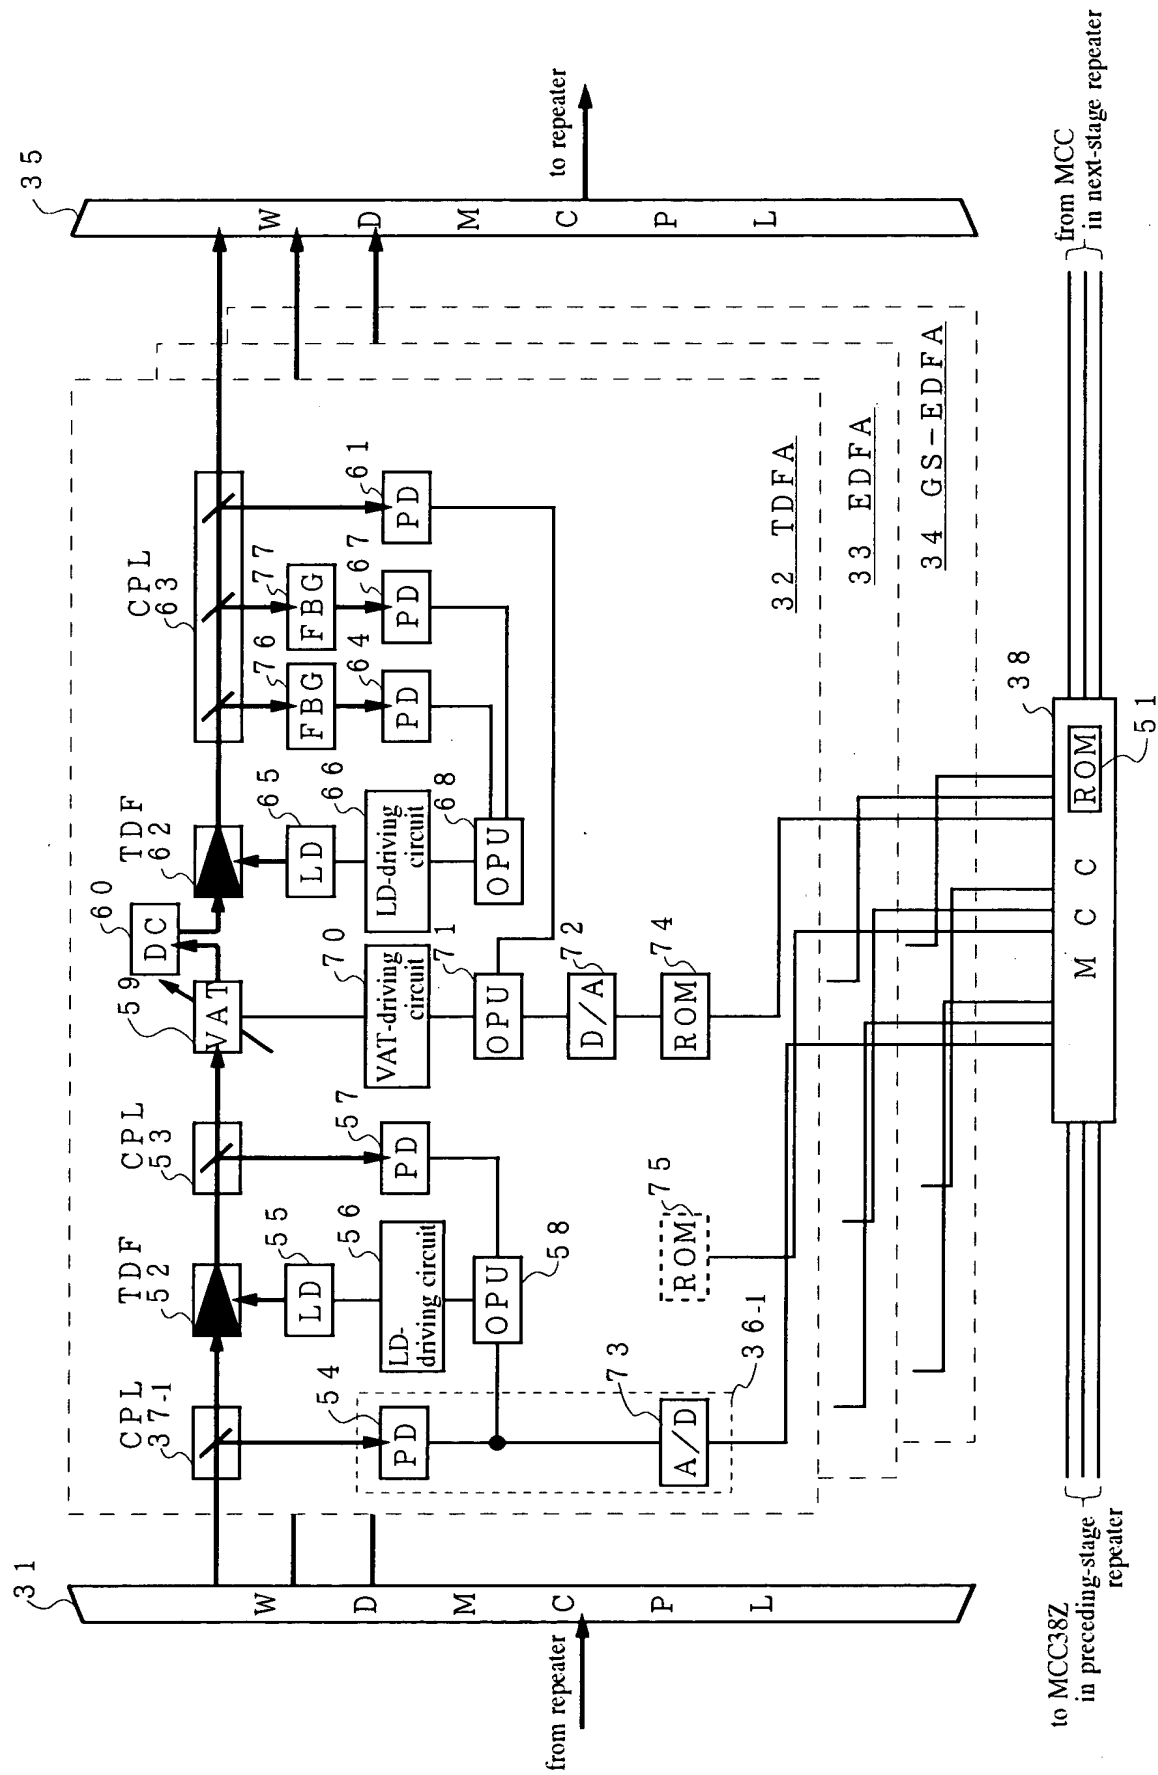 31
W D M C P L
from repeater
CPL
37-1
TDF
52
CPL
53
59
VAT
60
DC
TDF
62
CPL
63
35
W D M C P L
to repeater
54
PD
LD
55
LD-
driving circuit
56
PD
57
OPU
58
VAT-driving
circuit
70
OPU
71
D/A
72
ROM
74
LD
65
LD-driving
circuit
66
OPU
68
FBG
76
FBG
77
PD
64
PD
67
PD
61
A/D
73
36-1
ROM
75
32 TDFA
33 EDFA
34 GS-EDFA
38
M C C
ROM
51
to MCC38Z
in preceding-stage
repeater
from MCC
in next-stage repeater